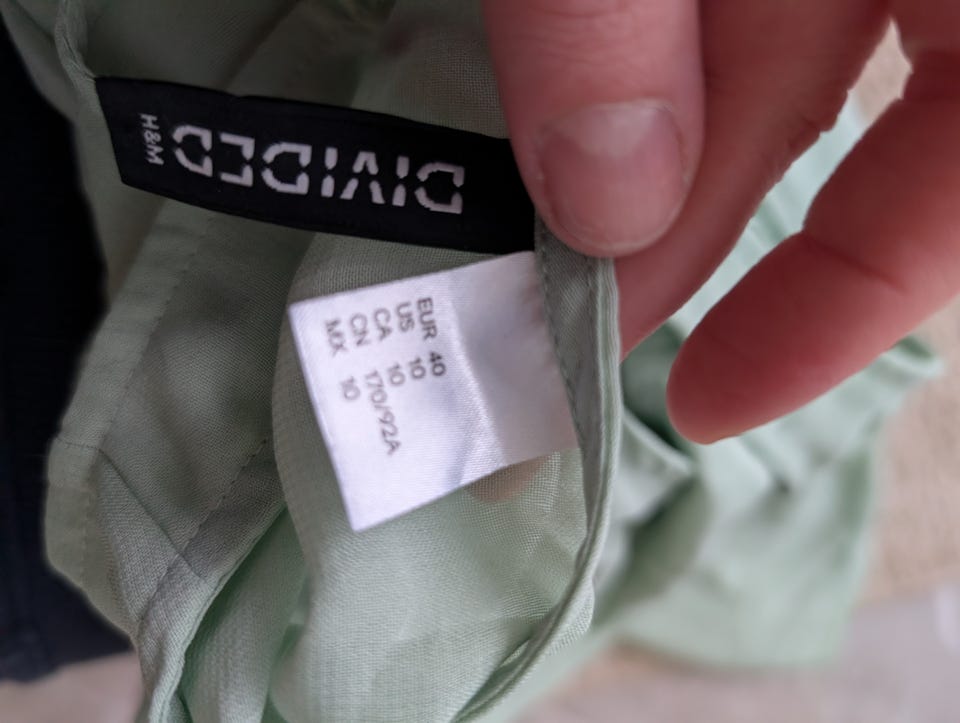 DIVIDED
H&M
EUR 40
US 10
CA 10
CN 170/92A
MX 10